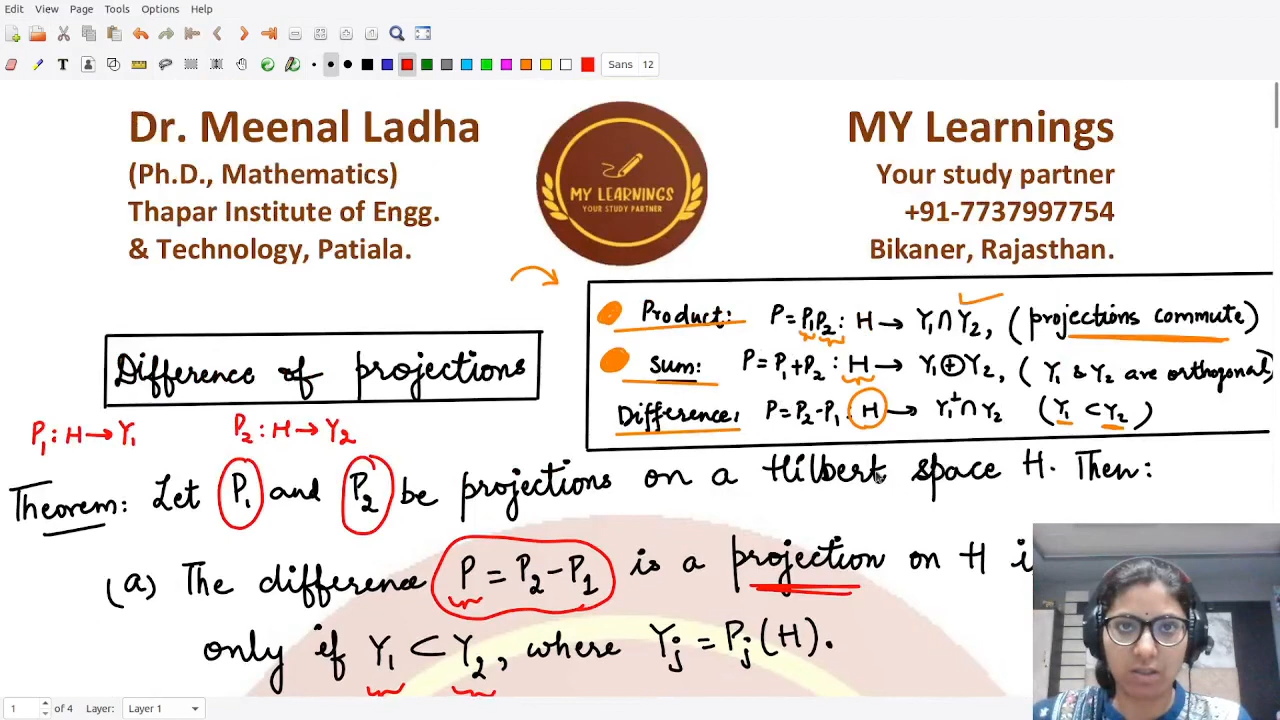 Edit View Page Tools Options Help
Sans 12
Dr. Meenal Ladha
(Ph.D., Mathematics)
Thapar Institute of Engg.
& Technology, Patiala.
MY LEARNINGS
YOUR STUDY PARTNER
MY Learnings
Your study partner
+91-7737997754
Bikaner, Rajasthan.
Product: P = P₁P₂ : H → Y₁ ∩ Y₂, (projections commute)
Sum: P = P₁ + P₂ : H → Y₁ ⊕ Y₂, (Y₁ & Y₂ are orthogonal)
Difference: P = P₂ - P₁ : H → Y₁⊥ ∩ Y₂ (Y₁ ⊂ Y₂)
Difference of projections
P₁ : H → Y₁ P₂ : H → Y₂
Theorem: Let P₁ and P₂ be projections on a Hilbert space H. Then:
(a) The difference P = P₂ - P₁ is a projection on H
only if Y₁ ⊂ Y₂, where Yⱼ = Pⱼ(H).
1 of 4 Layer: Layer 1